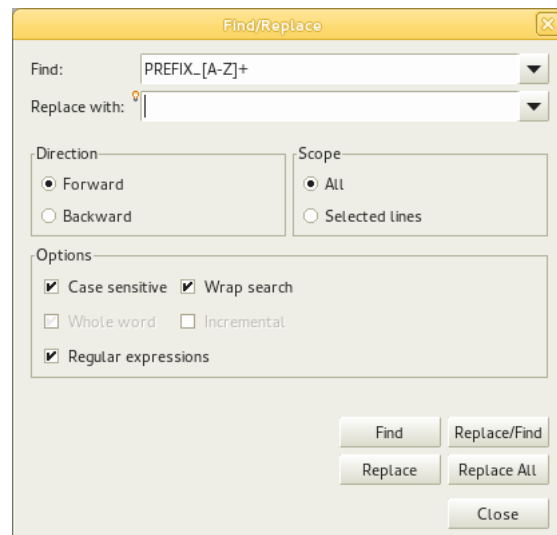 Find/Replace
Find: PREFIX_[A-Z]+
Replace with:
Direction
Forward
Backward
Scope
All
Selected lines
Options
Case sensitive Wrap search
Whole word Incremental
Regular expressions
Find Replace/Find
Replace Replace All
Close